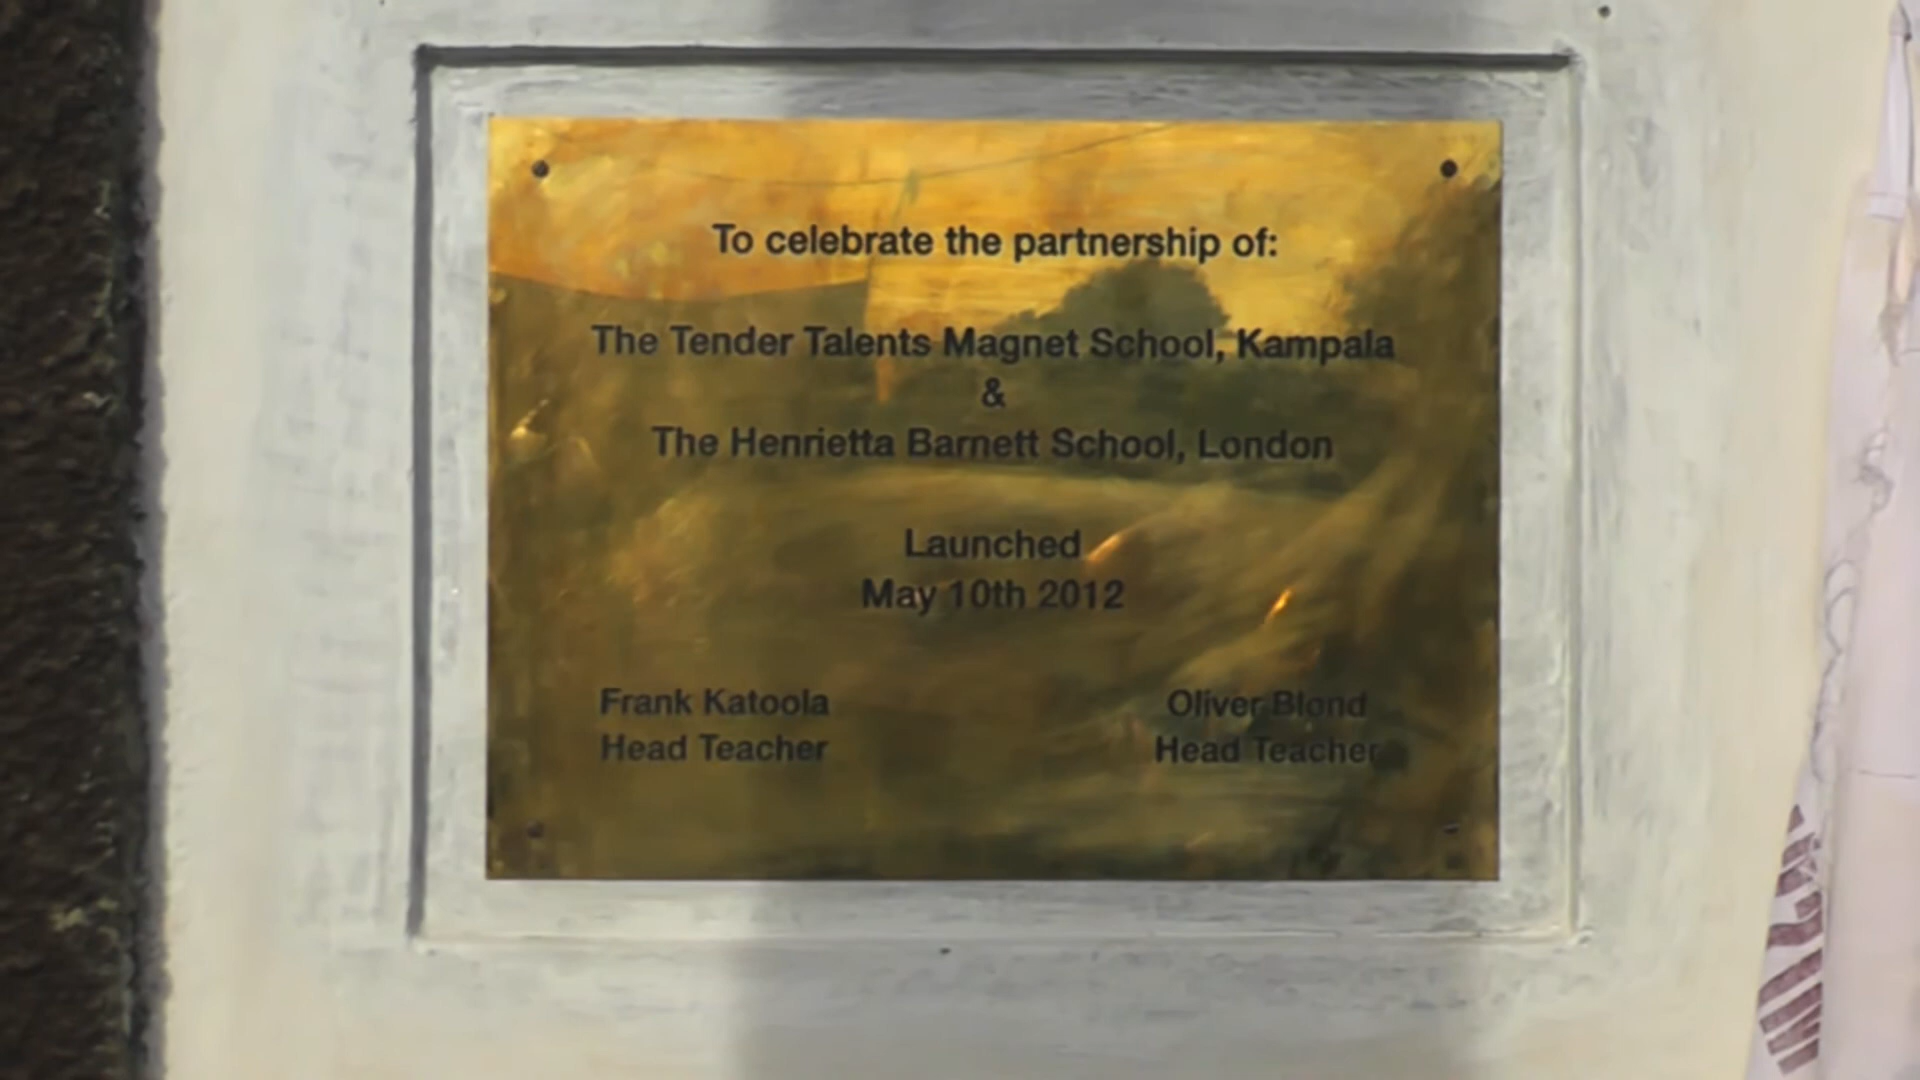 To celebrate the partnership of:
The Tender Talents Magnet School, Kampala
&
The Henrietta Barnett School, London
Launched
May 10th 2012
Frank Katoola
Head Teacher
Oliver Blond
Head Teacher